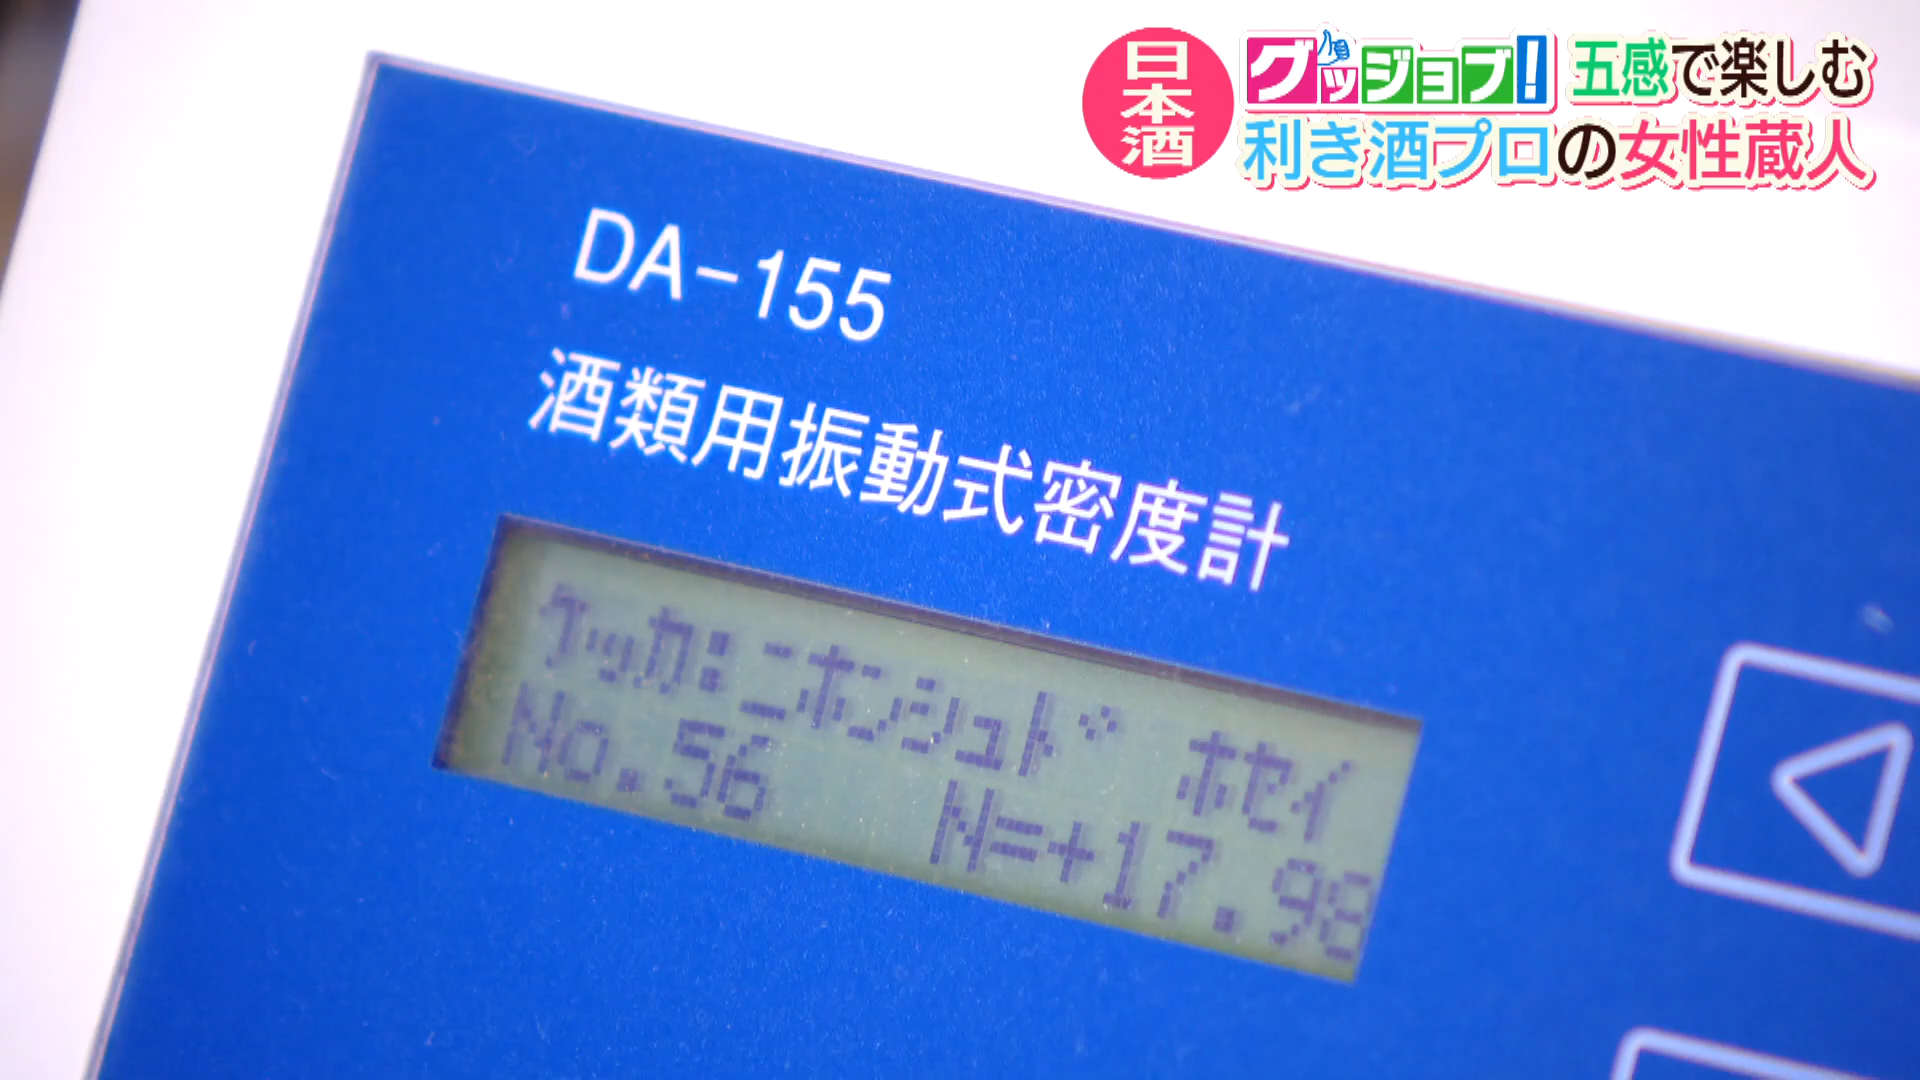 日本酒
グッジョブ! 五感で楽しむ
利き酒プロの女性蔵人
DA-155
酒類用振動式密度計
ケッカ:ニホンシュド ホセイ
No.56 N=+17.98